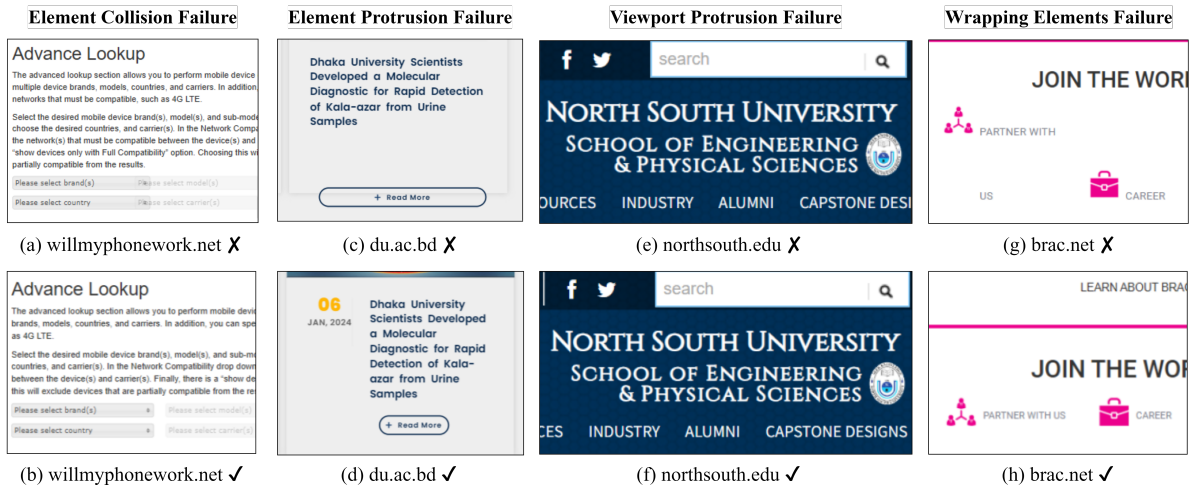 Element Collision Failure
Element Protrusion Failure
Viewport Protrusion Failure
Wrapping Elements Failure
Advance Lookup
The advanced lookup section allows you to perform mobile device
multiple device brands, models, countries, and carriers. In addition,
networks that must be compatible, such as 4G LTE.
Select the desired mobile device brand(s), model(s), and sub-mode
choose the desired countries, and carrier(s). In the Network Compa
the network(s) that must be compatible between the device(s) and
"show devices only with Full Compatibility" option. Choosing this wi
partially compatible from the results.
Please select brand(s)
Please select model(s)
Please select country
Please select carrier(s)
Dhaka University Scientists
Developed a Molecular
Diagnostic for Rapid Detection
of Kala-azar from Urine
Samples
+ Read More
search
NORTH SOUTH UNIVERSITY
SCHOOL OF ENGINEERING
& PHYSICAL SCIENCES
OURCES INDUSTRY ALUMNI CAPSTONE DESI
JOIN THE WORL
PARTNER WITH
US
CAREER
(a) willmyphonework.net ✗
(c) du.ac.bd ✗
(e) northsouth.edu ✗
(g) brac.net ✗
Advance Lookup
The advanced lookup section allows you to perform mobile devi
brands, models, countries, and carriers. In addition, you can spe
as 4G LTE.
Select the desired mobile device brand(s), model(s), and sub-m
countries, and carrier(s). In the Network Compatibility drop down
between the device(s) and carrier(s). Finally, there is a "show de
this will exclude devices that are partially compatible from the re
Please select brand(s)
Please select model(s)
Please select country
Please select carrier(s)
06
JAN, 2024
Dhaka University
Scientists Developed
a Molecular
Diagnostic for Rapid
Detection of Kala-
azar from Urine
Samples
+ Read More
search
NORTH SOUTH UNIVERSITY
SCHOOL OF ENGINEERING
& PHYSICAL SCIENCES
CES INDUSTRY ALUMNI CAPSTONE DESIGNS
LEARN ABOUT BRAC
JOIN THE WOR
PARTNER WITH US
CAREER
(b) willmyphonework.net ✓
(d) du.ac.bd ✓
(f) northsouth.edu ✓
(h) brac.net ✓